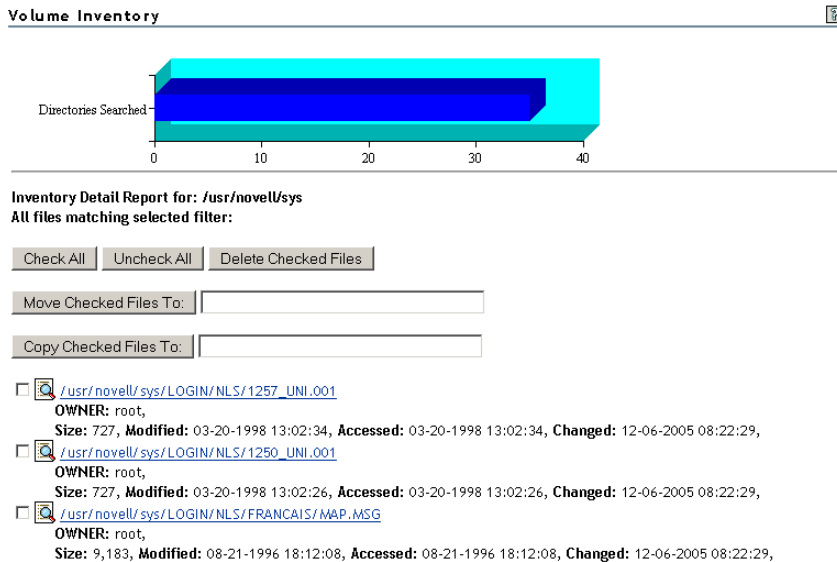 Volume Inventory
Directories Searched
0 10 20 30 40
Inventory Detail Report for: /usr/novell/sys
All files matching selected filter:
Check All Uncheck All Delete Checked Files
Move Checked Files To:
Copy Checked Files To:
/usr/novell/sys/LOGIN/NLS/1257_UNI.001
OWNER: root,
Size: 727, Modified: 03-20-1998 13:02:34, Accessed: 03-20-1998 13:02:34, Changed: 12-06-2005 08:22:29,
/usr/novell/sys/LOGIN/NLS/1250_UNI.001
OWNER: root,
Size: 727, Modified: 03-20-1998 13:02:26, Accessed: 03-20-1998 13:02:26, Changed: 12-06-2005 08:22:29,
/usr/novell/sys/LOGIN/NLS/FRANCAIS/MAP.MSG
OWNER: root,
Size: 9,183, Modified: 08-21-1996 18:12:08, Accessed: 08-21-1996 18:12:08, Changed: 12-06-2005 08:22:29,